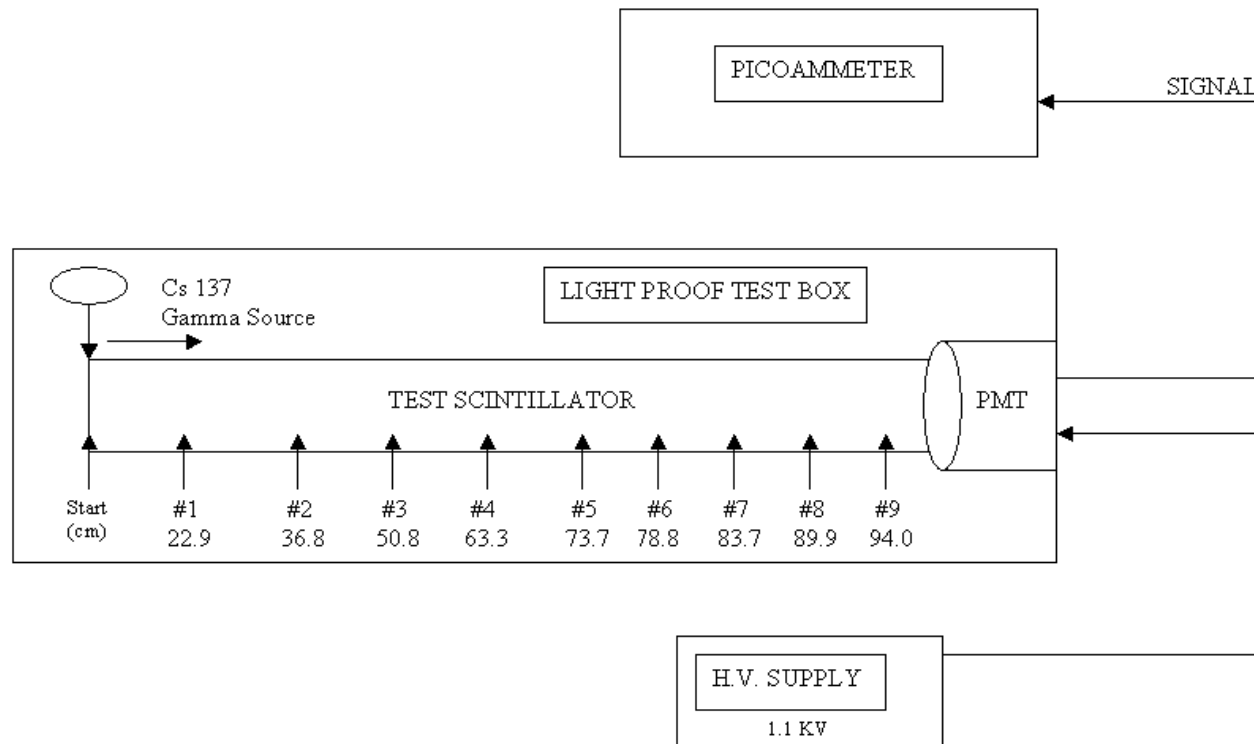 PICOAMMETER
SIGNAL
Cs 137
Gamma Source
LIGHT PROOF TEST BOX
TEST SCINTILLATOR
PMT
Start
(cm)
#1
22.9
#2
36.8
#3
50.8
#4
63.3
#5
73.7
#6
78.8
#7
83.7
#8
89.9
#9
94.0
H.V. SUPPLY
1.1 KV